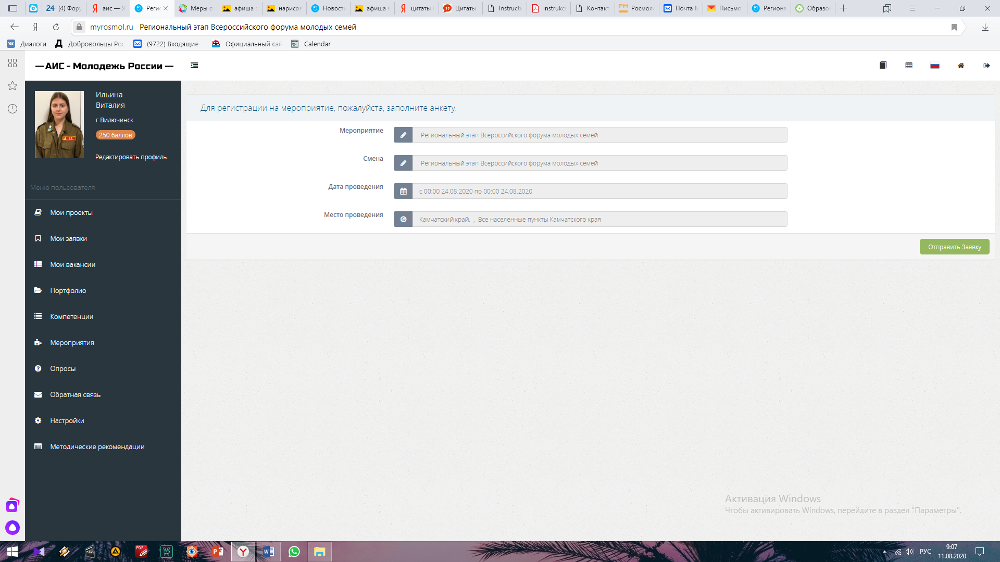 (4) Фору
аис — Я
Реги
Меры с
афиша
нарисов
Новост
афиша в
цитаты
Цитаты
Instructi
instrukc
Контакт
Росмол
Почта М
Письмо
Региона
Образо
myrosmol.ru Региональный этап Всероссийского форума молодых семей
Диалоги
Добровольцы Рос
(9722) Входящие -
Официальный сай
Calendar
— АИС - Молодежь России —
Ильина
Виталия
г Вилючинск
250 баллов
Редактировать профиль
Меню пользователя
Мои проекты
Мои заявки
Мои вакансии
Портфолио
Компетенции
Мероприятия
Опросы
Обратная связь
Настройки
Методические рекомендации
Для регистрации на мероприятие, пожалуйста, заполните анкету.
Мероприятие
Региональный этап Всероссийского форума молодых семей
Смена
Региональный этап Всероссийского форума молодых семей
Дата проведения
с 00:00 24.08.2020 по 00:00 24.08.2020
Место проведения
Камчатский край. , Все населенные пункты Камчатского края
Отправить Заявку
Активация Windows
Чтобы активировать Windows, перейдите в раздел "Параметры".
РУС
9:07
11.08.2020